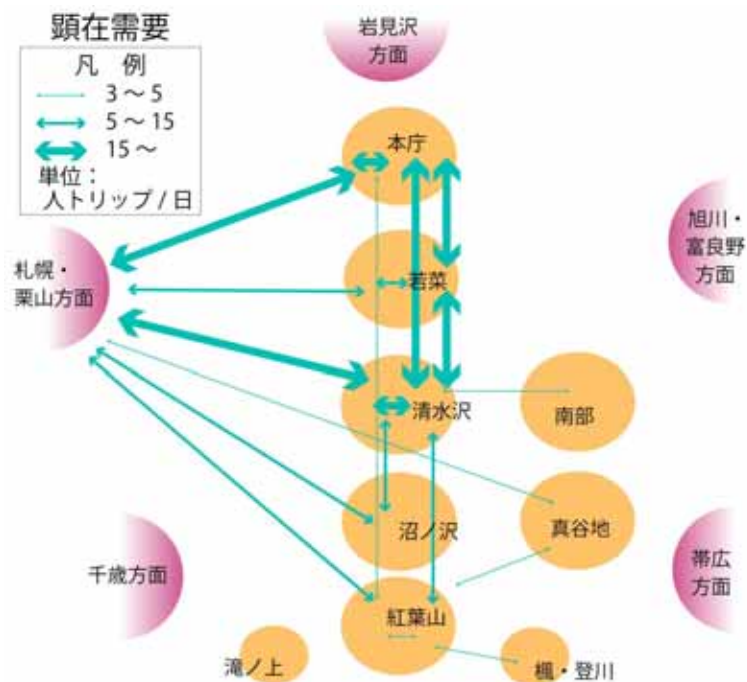 顕在需要
凡 例
3～5
5～15
15～
単位：
人トリップ/日
岩見沢
方面
本庁
旭川・
富良野
方面
札幌・
栗山方面
若菜
清水沢
南部
沼ノ沢
真谷地
千歳方面
帯広
方面
紅葉山
滝ノ上
楓・登川